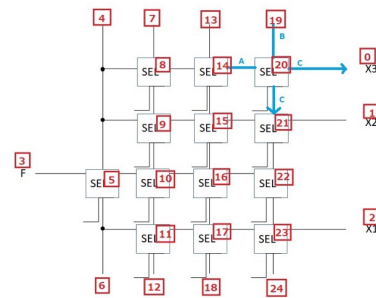 4 7 13 19
B
0
8 14 A 20 C
SEL SEL SEL X3
C
1
9 15 21
SEL SEL SEL X2
3
F
5 10 16 22
SEL SEL SEL SEL
2
11 17 23
SEL SEL SEL X1
6 12 18 24